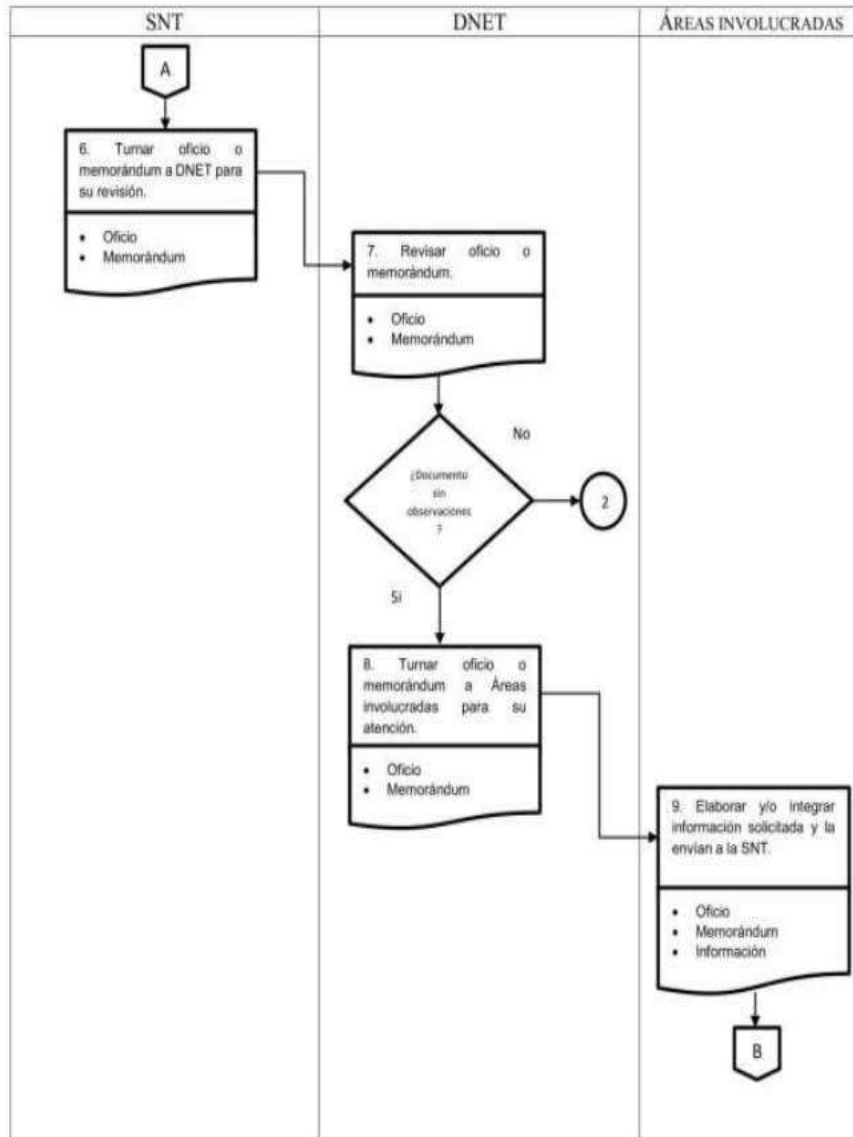 SNT
DNET
ÁREAS INVOLUCRADAS
A
6. Turnar oficio o
memorándum a DNET para
su revisión.
• Oficio
• Memorándum
7. Revisar oficio o
memorándum.
• Oficio
• Memorándum
¿Documento
sin
observaciones
?
No
2
Si
8. Turnar oficio o
memorándum a Áreas
involucradas para su
atención.
• Oficio
• Memorándum
9. Elaborar y/o integrar
información solicitada y la
envían a la SNT.
• Oficio
• Memorándum
• Información
B